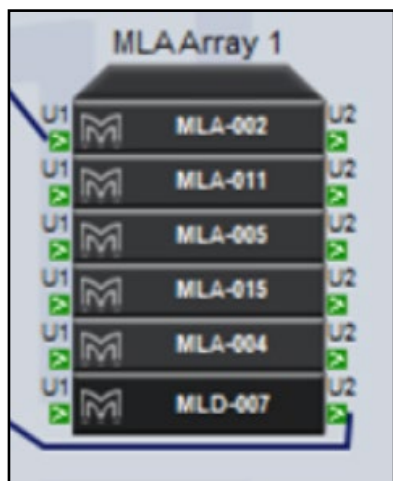 MLA Array 1
U1 MLA-002 U2
U1 MLA-011 U2
U1 MLA-005 U2
U1 MLA-015 U2
U1 MLA-004 U2
U1 MLD-007 U2